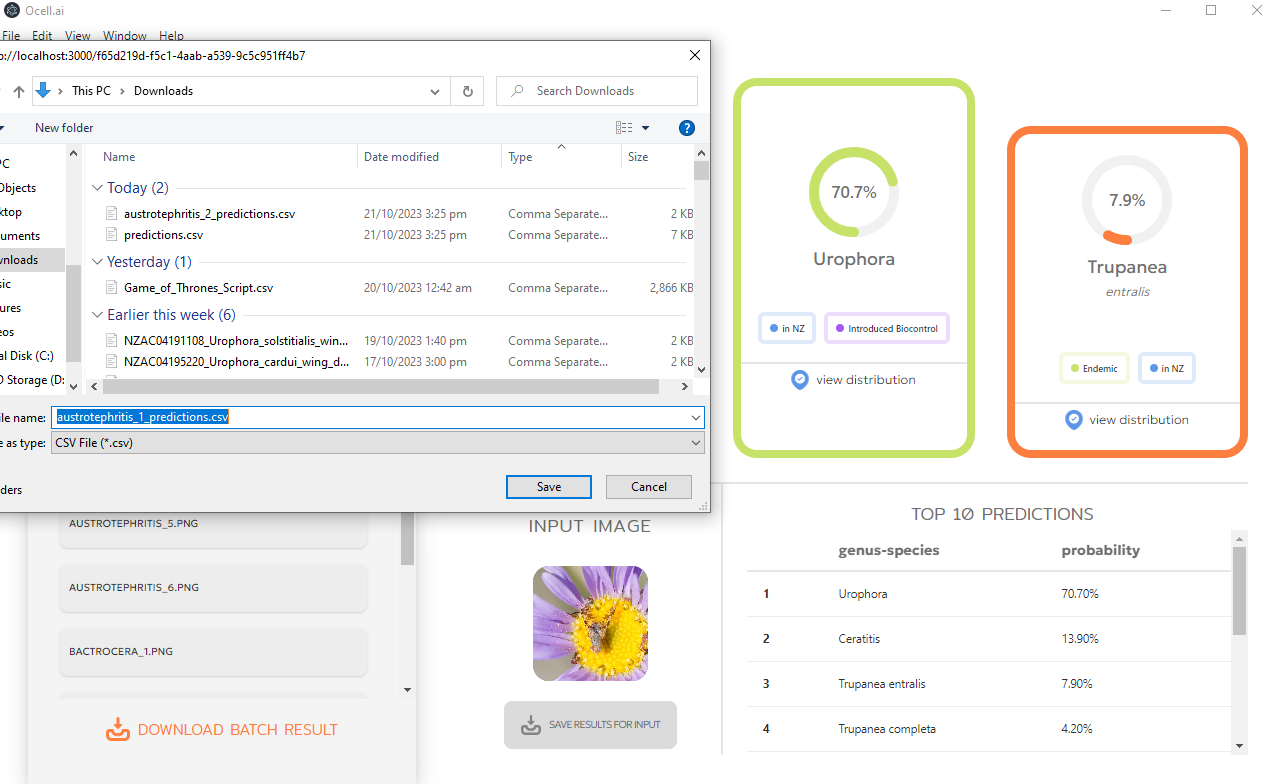 Ocell.ai
File Edit View Window Help
://localhost:3000/f65d219d-f5c1-4aab-a539-9c5c951ff4b7
This PC > Downloads
Search Downloads
New folder
Name Date modified Type Size
Today (2)
austrotephritis_2_predictions.csv 21/10/2023 3:25 pm Comma Separate... 2 KB
predictions.csv 21/10/2023 3:25 pm Comma Separate... 7 KB
Yesterday (1)
Game_of_Thrones_Script.csv 20/10/2023 12:42 am Comma Separate... 2,866 KB
Earlier this week (6)
NZAC04191108_Urophora_solstitialis_win... 19/10/2023 1:40 pm Comma Separate... 2 KB
NZAC04195220_Urophora_cardui_wing_d... 17/10/2023 3:00 pm Comma Separate... 2 KB
PC
Objects
ktop
uments
wnloads
sic
ures
eos
al Disk (C:)
D Storage (D:
ile name: austrotephritis_1_predictions.csv
e as type: CSV File (*.csv)
ders
Save Cancel
70.7%
Urophora
in NZ
Introduced Biocontrol
view distribution
7.9%
Trupanea
entralis
Endemic
in NZ
view distribution
AUSTROTEPHRITIS_5.PNG
AUSTROTEPHRITIS_6.PNG
BACTROCERA_1.PNG
DOWNLOAD BATCH RESULT
INPUT IMAGE
SAVE RESULTS FOR INPUT
TOP 10 PREDICTIONS
genus-species probability
1 Urophora 70.70%
2 Ceratitis 13.90%
3 Trupanea entralis 7.90%
4 Trupanea completa 4.20%